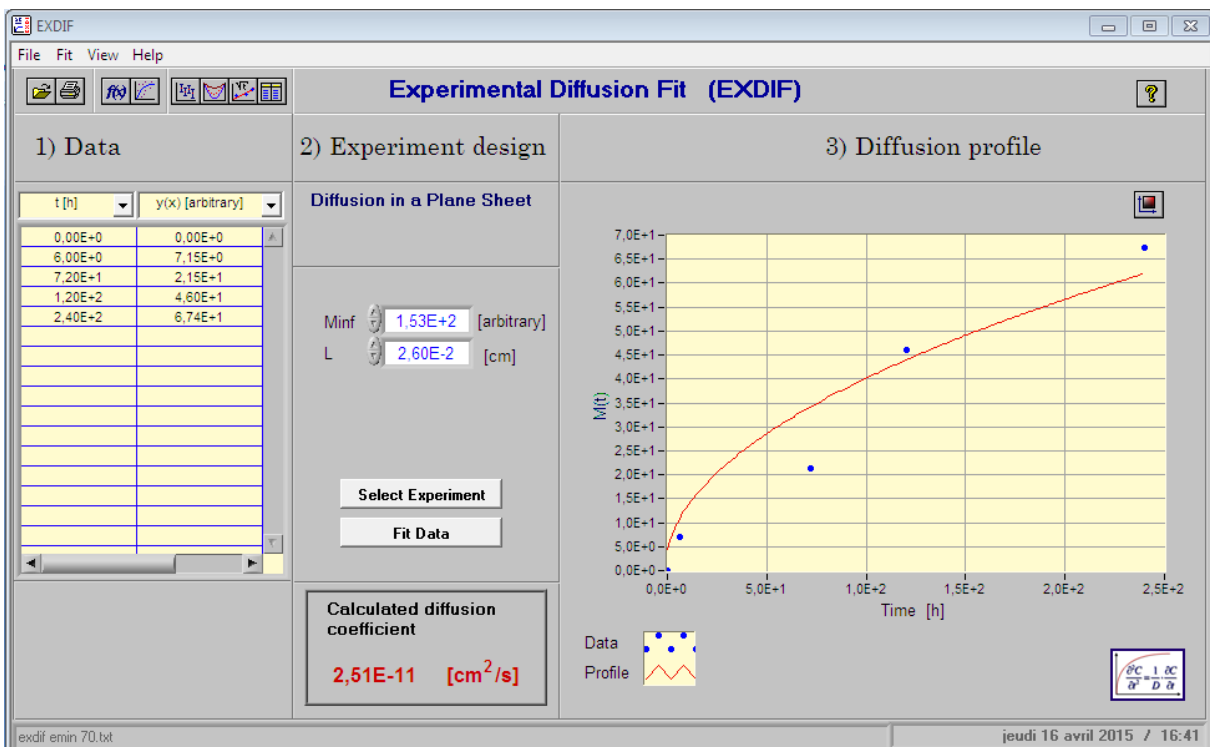 EXDIF
File Fit View Help
f(x)
Experimental Diffusion Fit (EXDIF)
?
1) Data
2) Experiment design
3) Diffusion profile
t [h] y(x) [arbitrary]
0,00E+0 0,00E+0
6,00E+0 7,15E+0
7,20E+1 2,15E+1
1,20E+2 4,60E+1
2,40E+2 6,74E+1
Diffusion in a Plane Sheet
Minf 1,53E+2 [arbitrary]
L 2,60E-2 [cm]
Select Experiment
Fit Data
Calculated diffusion
coefficient
2,51E-11 [cm²/s]
7,0E+1
6,5E+1
6,0E+1
5,5E+1
5,0E+1
4,5E+1
4,0E+1
3,5E+1
3,0E+1
2,5E+1
2,0E+1
1,5E+1
1,0E+1
5,0E+0
0,0E+0
M(t)
0,0E+0 5,0E+1 1,0E+2 1,5E+2 2,0E+2 2,5E+2
Time [h]
Data
Profile
exdif emin 70.txt
jeudi 16 avril 2015 / 16:41